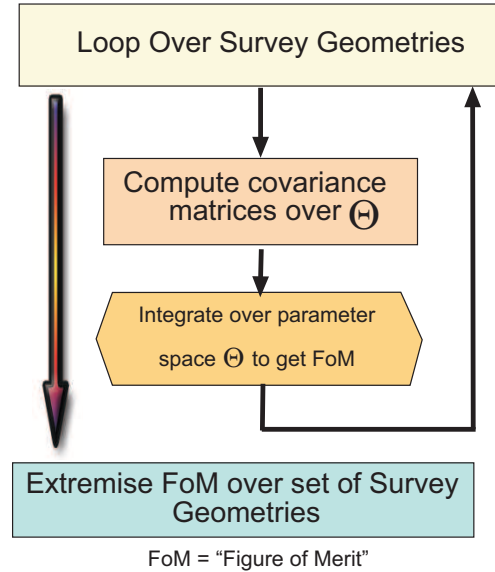 Loop Over Survey Geometries
Compute covariance
matrices over Θ
Integrate over parameter
space Θ to get FoM
Extremise FoM over set of Survey
Geometries
FoM = “Figure of Merit”